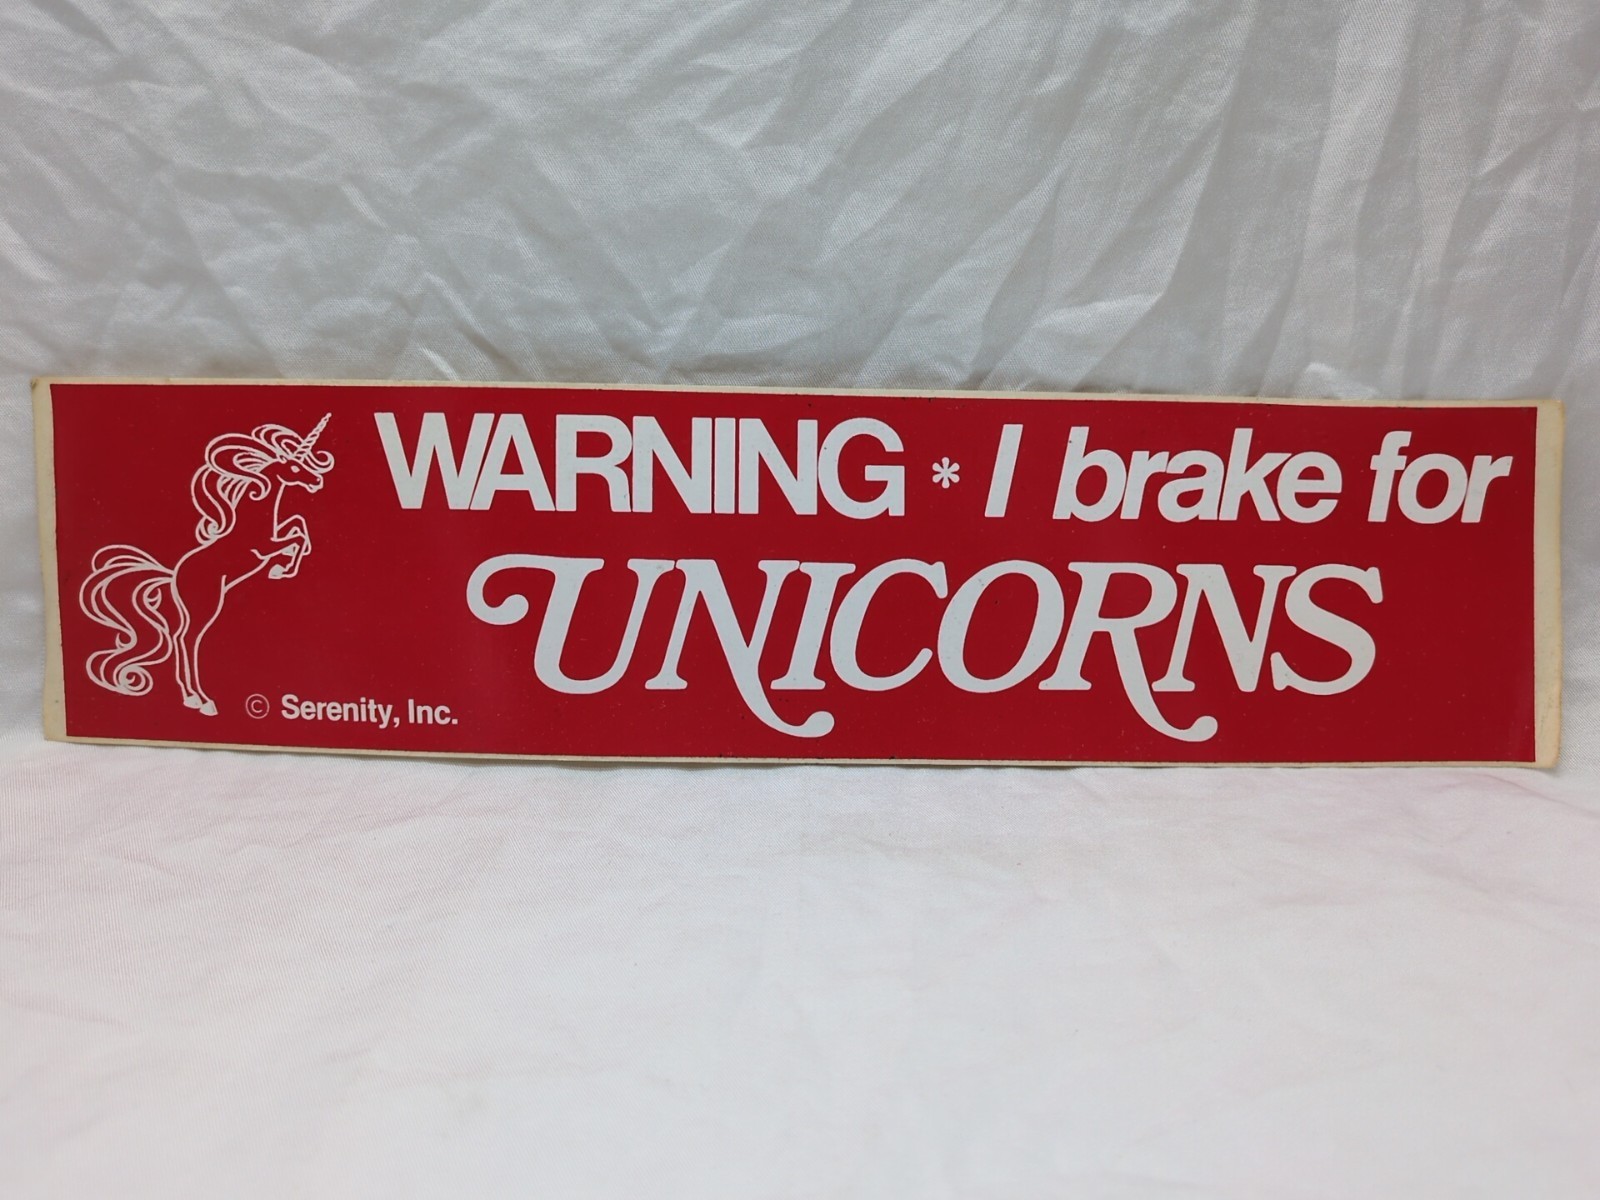 WARNING * I brake for
UNICORNS
© Serenity, Inc.